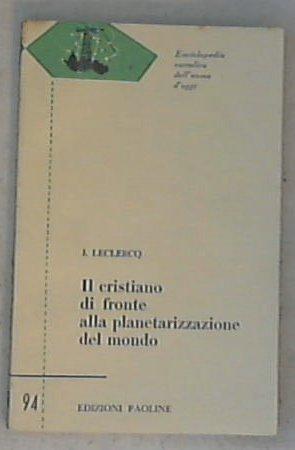 Enciclopedia
cattolica
dell'uomo
d'oggi
J. LECLERCQ
Il cristiano
di fronte
alla planetarizzazione
del mondo
94
EDIZIONI PAOLINE